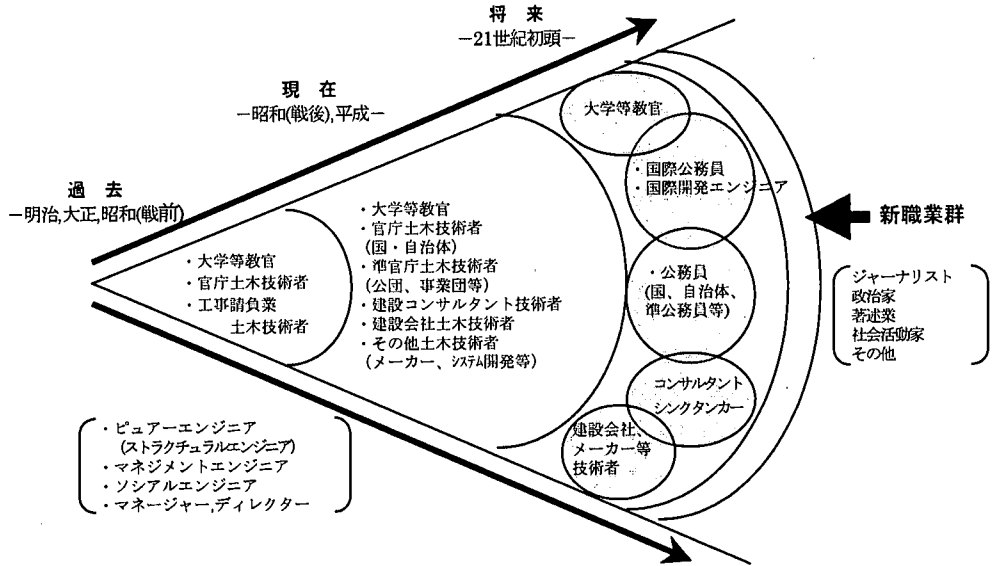 将 来
―21世紀初頭―
現 在
―昭和(戦後),平成―
過 去
―明治,大正,昭和(戦前)
・大学等教官
・官庁土木技術者
・工事請負業
土木技術者
・大学等教官
・官庁土木技術者
(国・自治体)
・準官庁土木技術者
(公団、事業団等)
・建設コンサルタント技術者
・建設会社土木技術者
・その他土木技術者
(メーカー、システム開発等)
大学等教官
・国際公務員
・国際開発エンジニア
・公務員
(国、自治体、
準公務員等)
コンサルタント
シンクタンカー
建設会社、
メーカー等
技術者
新職業群
ジャーナリスト
政治家
著述業
社会活動家
その他
・ピュアーエンジニア
(ストラクチュラルエンジニア)
・マネジメントエンジニア
・ソシアルエンジニア
・マネージャー,ディレクター